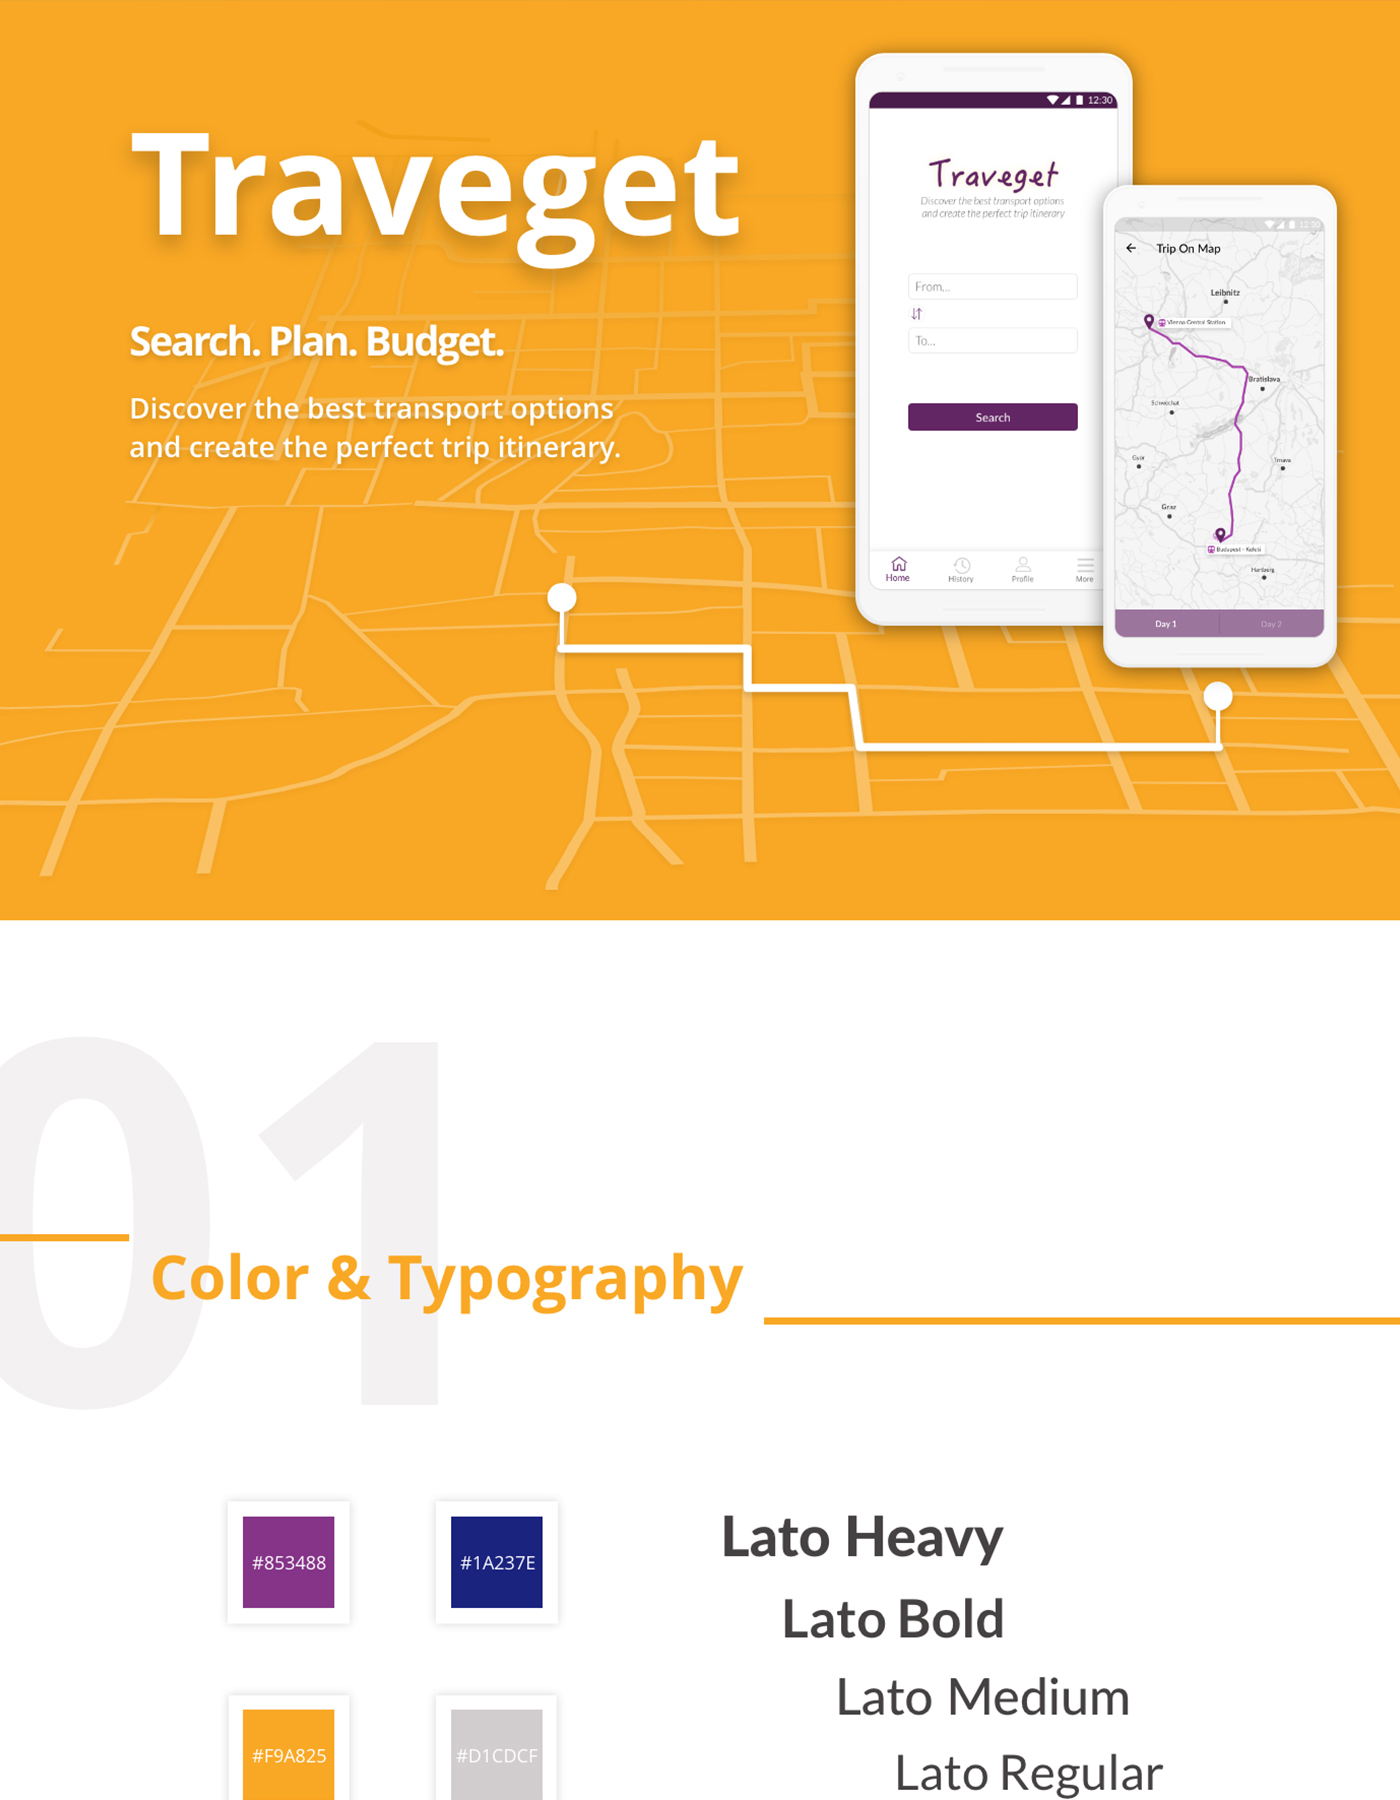 Traveget
Search. Plan. Budget.
Discover the best transport options
and create the perfect trip itinerary.
12:30
Traveget
Discover the best transport options
and create the perfect trip itinerary
From...
To...
Search
Home
History
Profile
More
12:30
Trip On Map
Leibnitz
Vienna Central Station
Bratislava
Schwechat
Gyor
Trnava
Graz
Budapest - Keleti
Hartberg
Day 1
Day 2
01
Color & Typography
#853488
#1A237E
#F9A825
#D1CDCF
Lato Heavy
Lato Bold
Lato Medium
Lato Regular